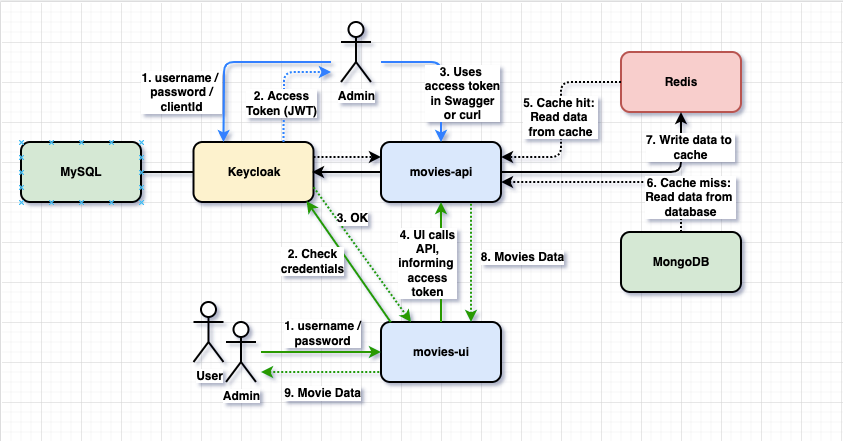 Admin
1. username /
password /
clientId
2. Access
Token (JWT)
3. Uses
access token
in Swagger
or curl
Redis
5. Cache hit:
Read data
from cache
7. Write data to
cache
MySQL
Keycloak
movies-api
6. Cache miss:
Read data from
database
3. OK
2. Check
credentials
4. UI calls
API,
informing
access
token
8. Movies Data
MongoDB
1. username /
password
movies-ui
User
Admin
9. Movie Data